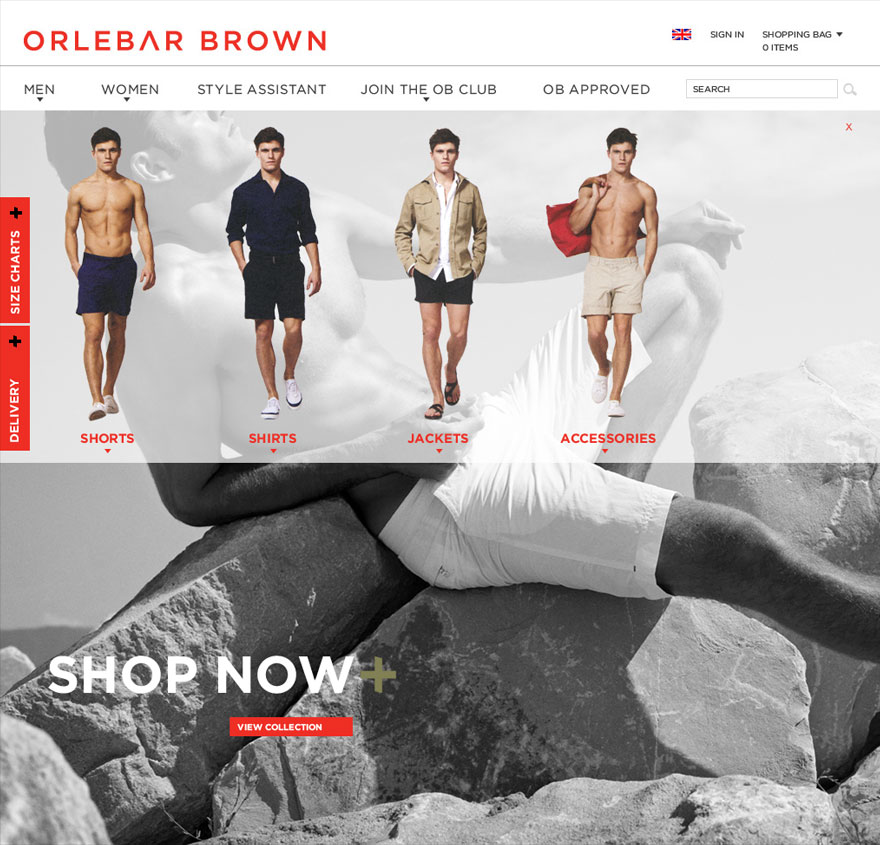 ORLEBAR BROWN
SIGN IN
SHOPPING BAG
0 ITEMS
MEN
WOMEN
STYLE ASSISTANT
JOIN THE OB CLUB
OB APPROVED
SEARCH
X
SIZE CHARTS +
DELIVERY +
SHORTS
SHIRTS
JACKETS
ACCESSORIES
SHOP NOW+
VIEW COLLECTION